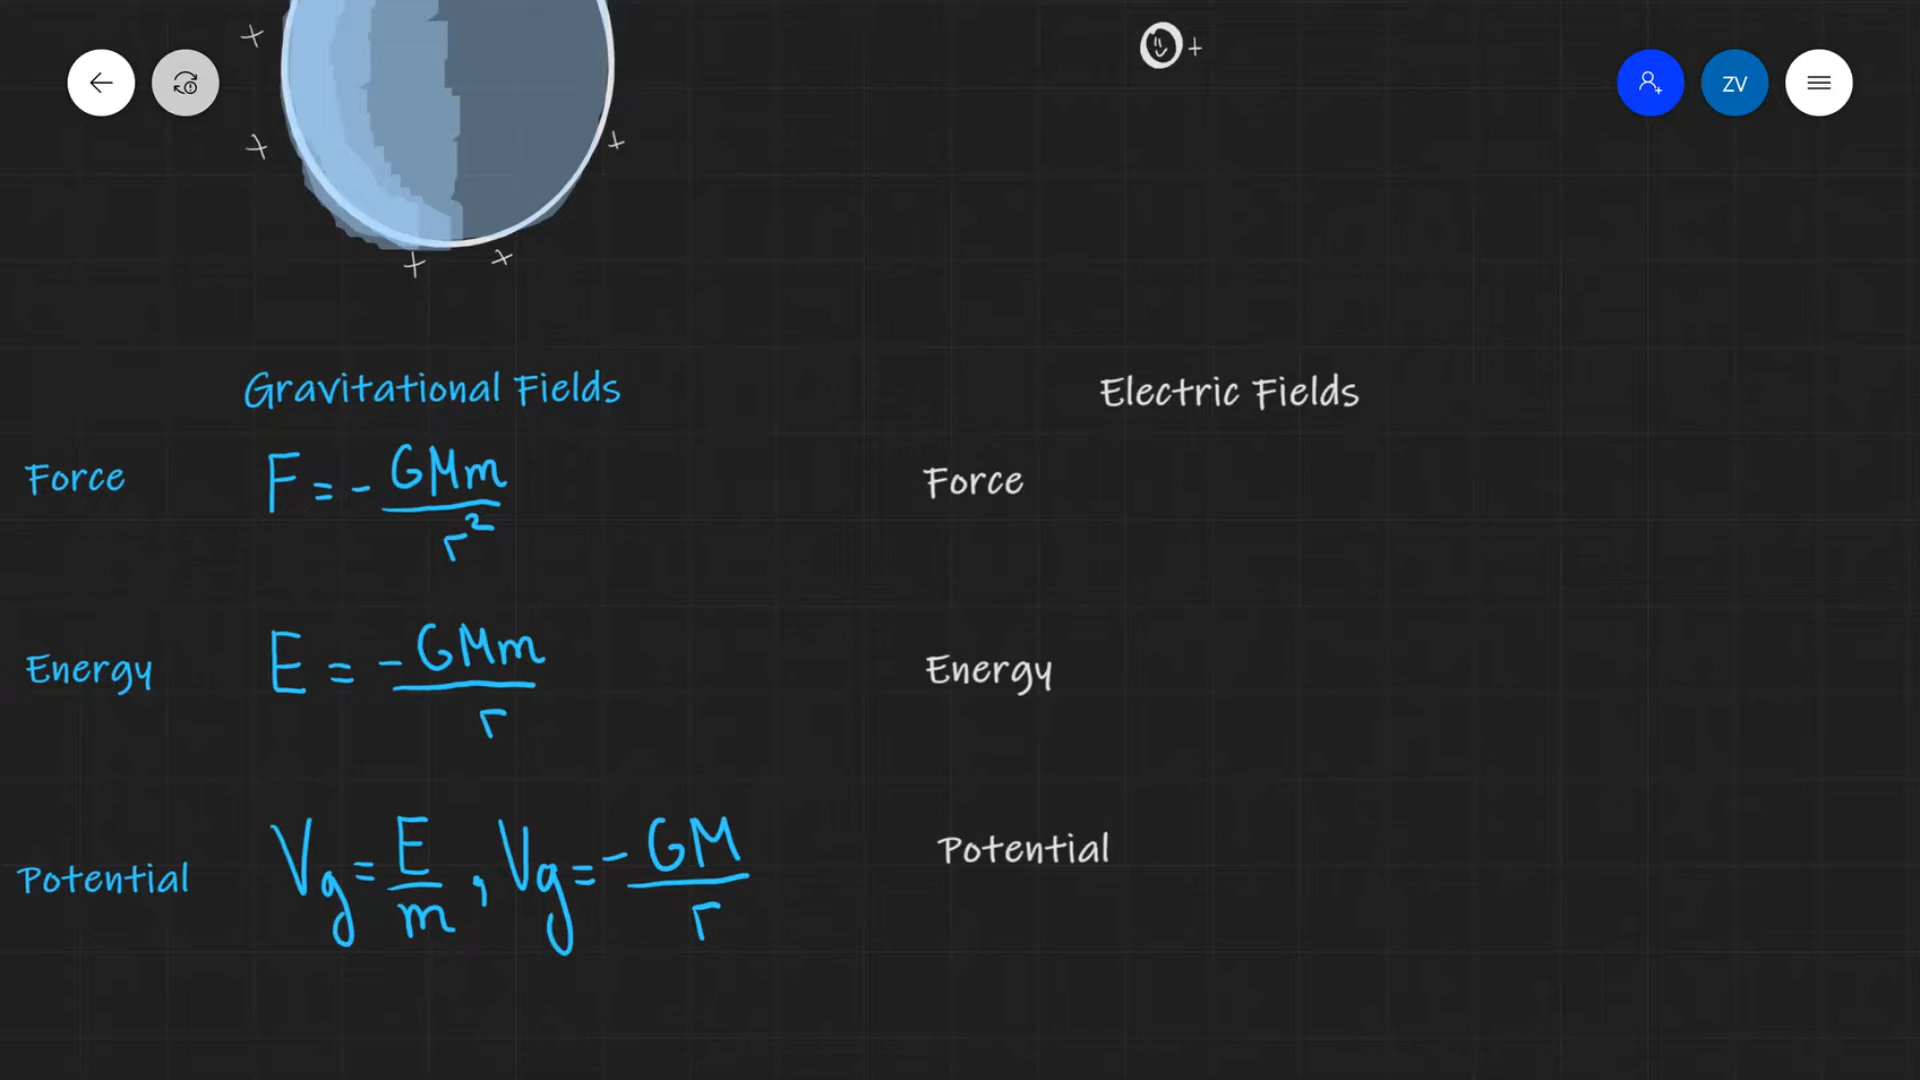 ZV
Gravitational Fields
Electric Fields
Force F = - GMm / r²
Force
Energy E = - GMm / r
Energy
Potential Vg = E / m , Vg = - GM / r
Potential